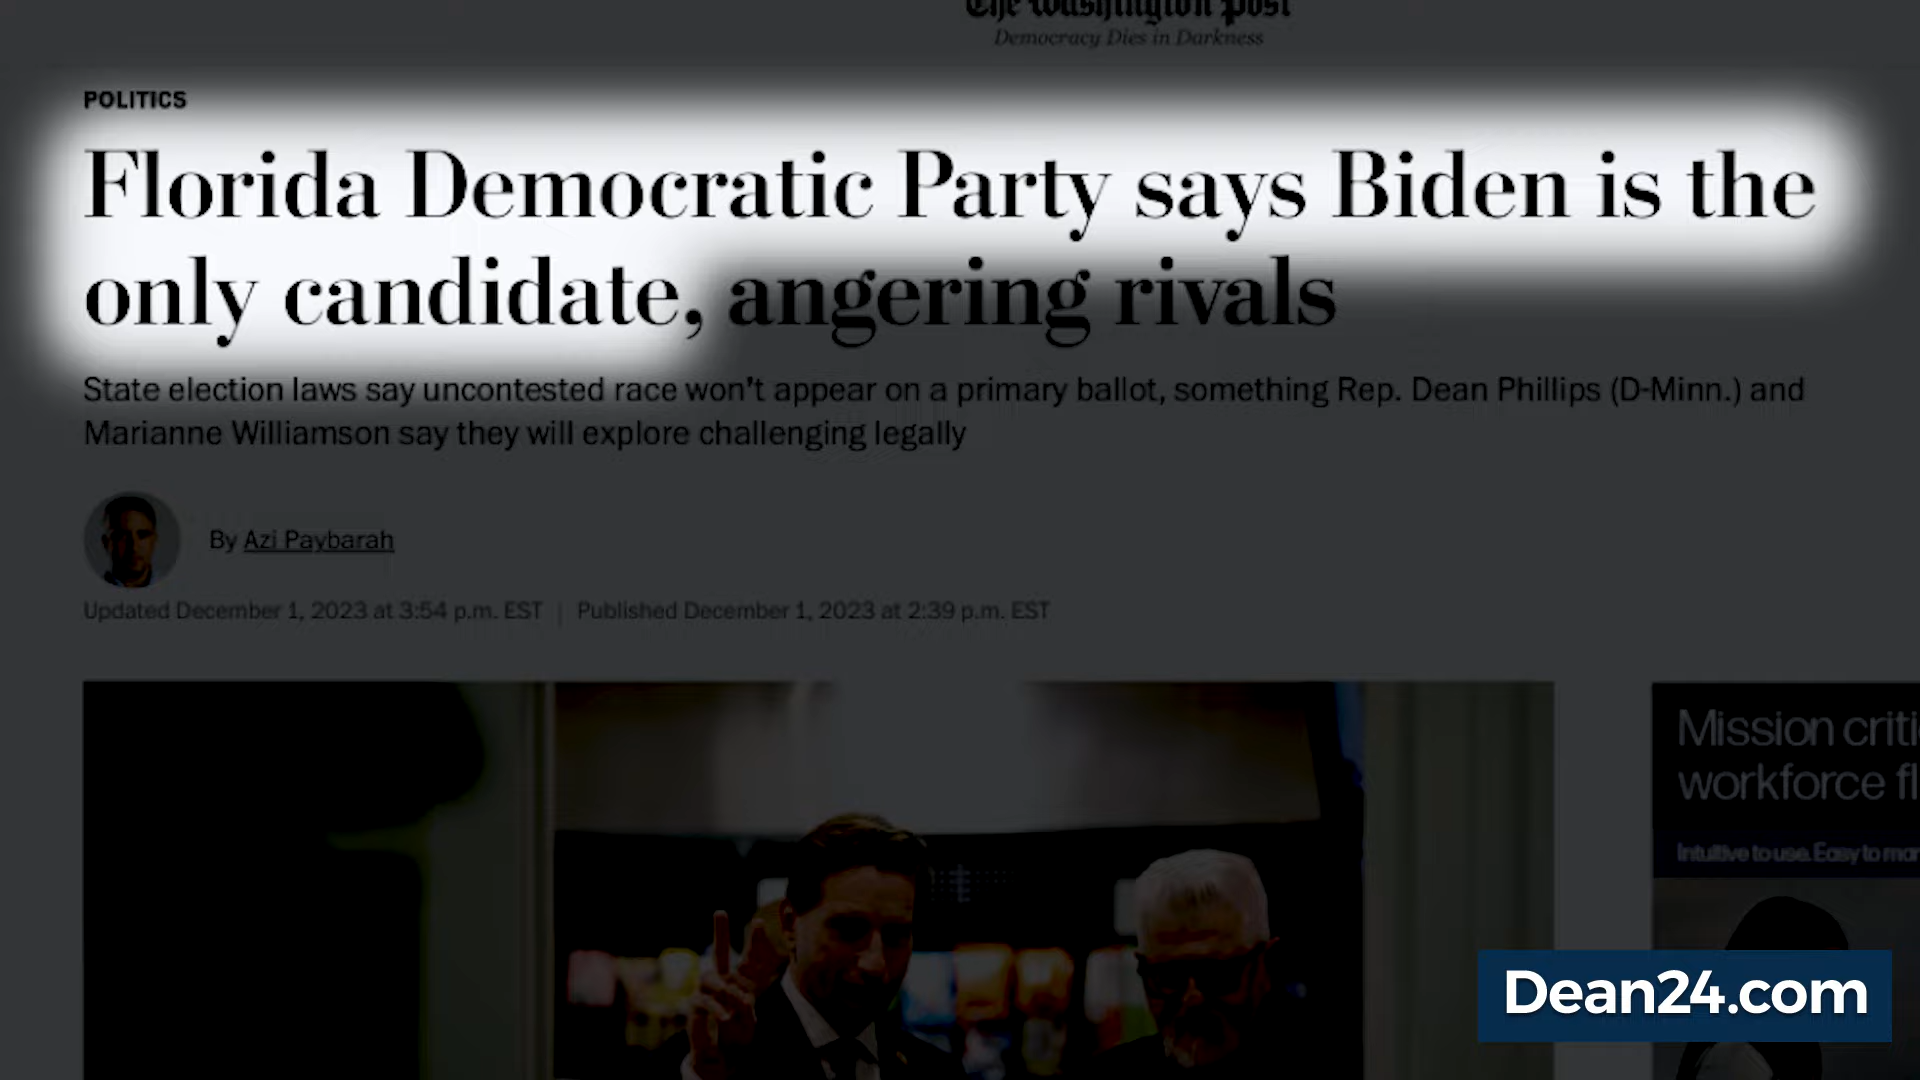 The Washington Post
Democracy Dies in Darkness
POLITICS
Florida Democratic Party says Biden is the
only candidate, angering rivals
State election laws say uncontested race won't appear on a primary ballot, something Rep. Dean Phillips (D-Minn.) and
Marianne Williamson say they will explore challenging legally
By Azi Paybarah
Updated December 1, 2023 at 3:54 p.m. EST | Published December 1, 2023 at 2:39 p.m. EST
Mission criti
workforce fl
Intuitive to use. Easy to mar
Dean24.com